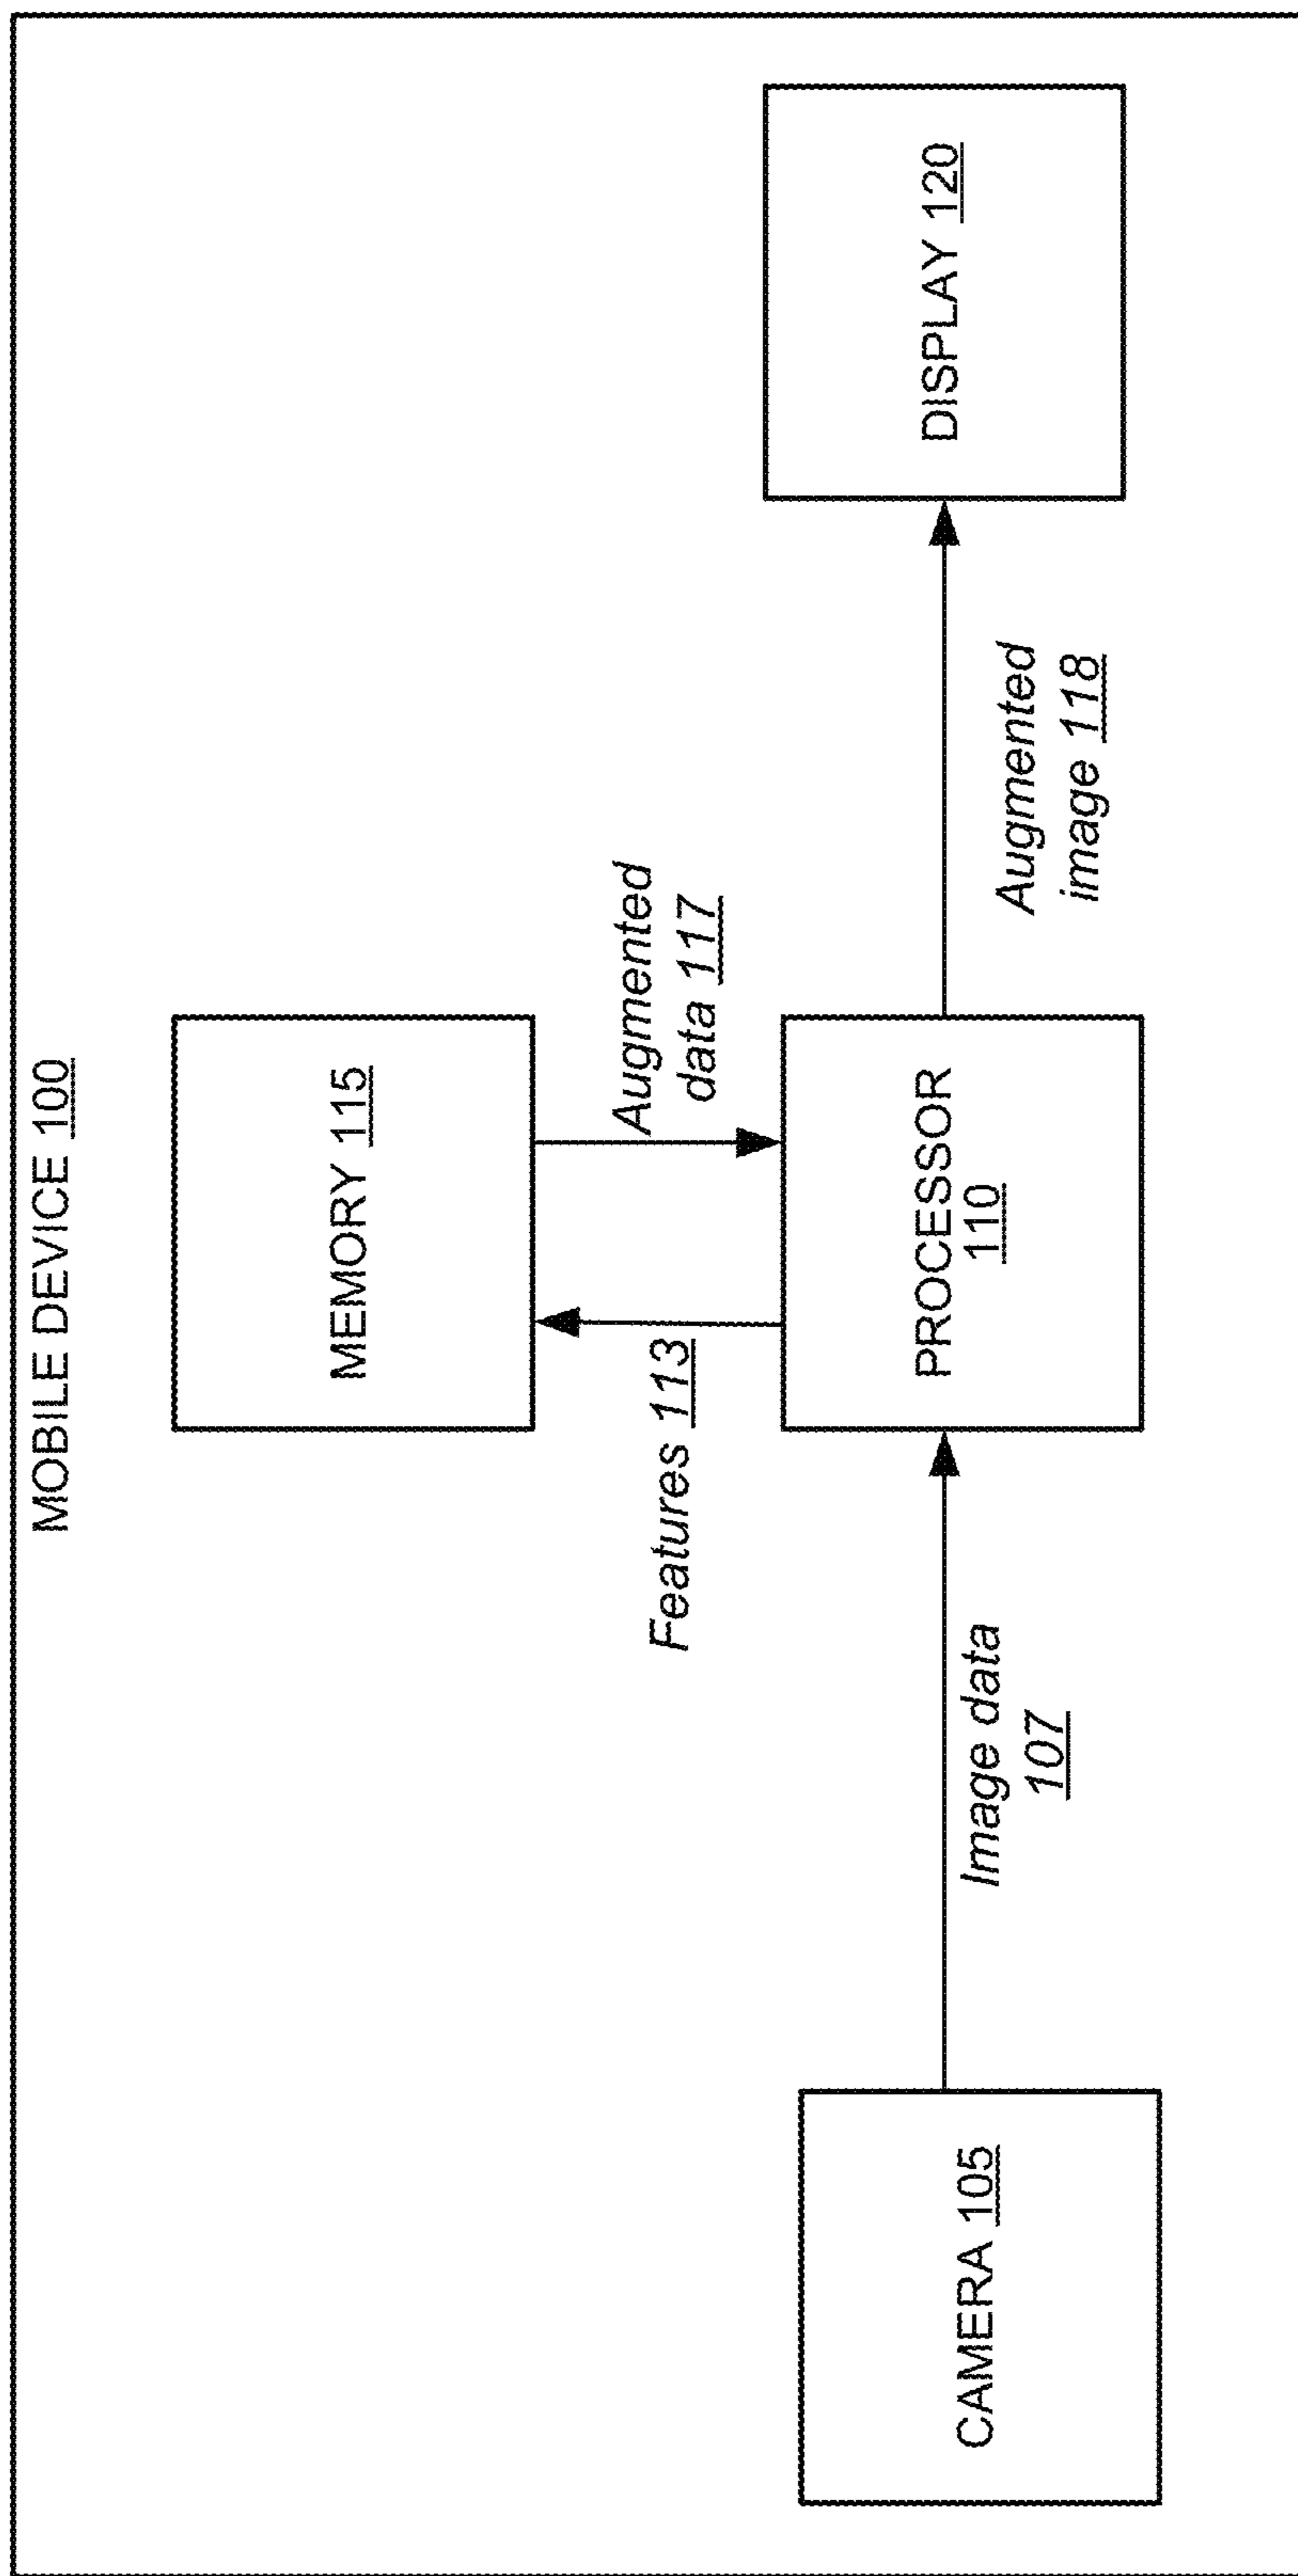 MOBILE DEVICE 100
MEMORY 115
Features 113
Augmented
data 117
CAMERA 105
Image data
107
PROCESSOR
110
Augmented
image 118
DISPLAY 120